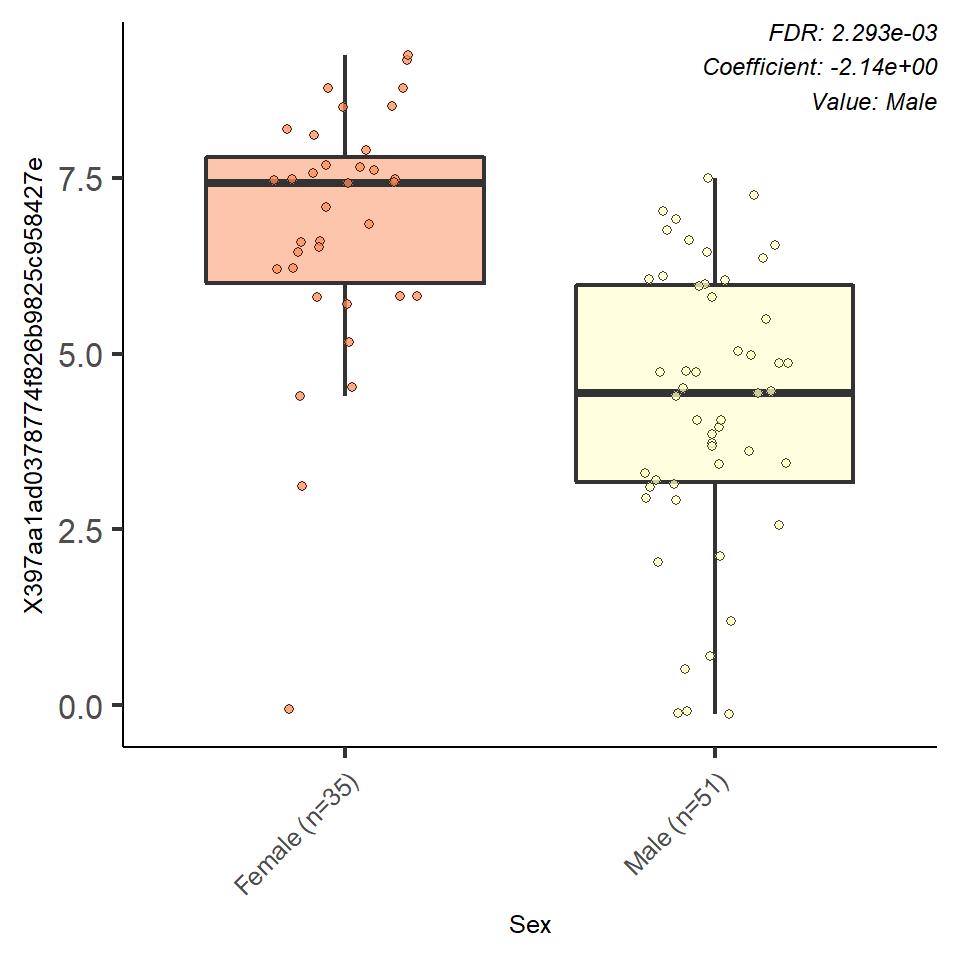 FDR: 2.293e-03
Coefficient: -2.14e+00
Value: Male
X397aa1ad0378774f826b9825c958427e
7.5
5.0
2.5
0.0
Female (n=35)
Male (n=51)
Sex